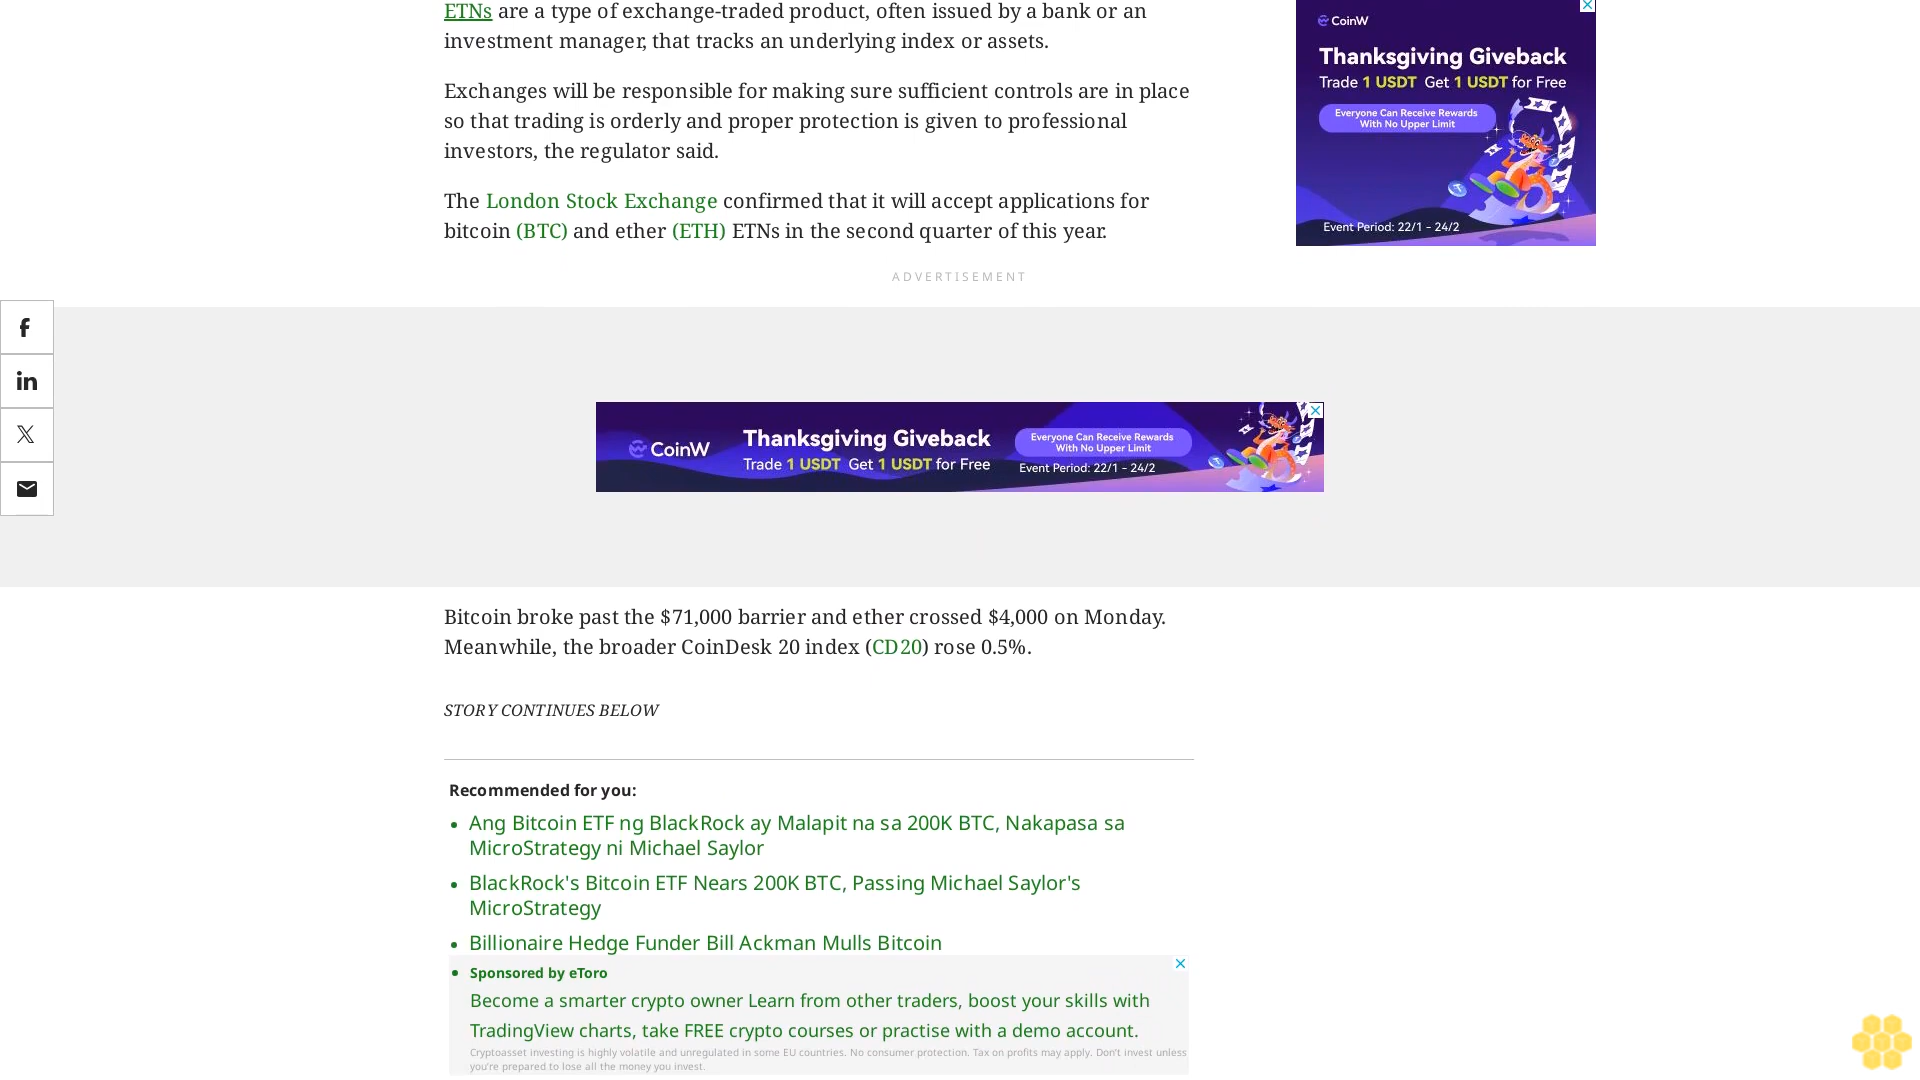 ETNs are a type of exchange-traded product, often issued by a bank or an
investment manager, that tracks an underlying index or assets.
Exchanges will be responsible for making sure sufficient controls are in place
so that trading is orderly and proper protection is given to professional
investors, the regulator said.
The London Stock Exchange confirmed that it will accept applications for
bitcoin (BTC) and ether (ETH) ETNs in the second quarter of this year.
CoinW
Thanksgiving Giveback
Trade 1 USDT Get 1 USDT for Free
Everyone Can Receive Rewards
With No Upper Limit
Event Period: 22/1 - 24/2
ADVERTISEMENT
CoinW
Thanksgiving Giveback
Trade 1 USDT Get 1 USDT for Free
Everyone Can Receive Rewards
With No Upper Limit
Event Period: 22/1 - 24/2
Bitcoin broke past the $71,000 barrier and ether crossed $4,000 on Monday.
Meanwhile, the broader CoinDesk 20 index (CD20) rose 0.5%.
STORY CONTINUES BELOW
Recommended for you:
Ang Bitcoin ETF ng BlackRock ay Malapit na sa 200K BTC, Nakapasa sa
MicroStrategy ni Michael Saylor
BlackRock's Bitcoin ETF Nears 200K BTC, Passing Michael Saylor's
MicroStrategy
Billionaire Hedge Funder Bill Ackman Mulls Bitcoin
Sponsored by eToro
Become a smarter crypto owner Learn from other traders, boost your skills with
TradingView charts, take FREE crypto courses or practise with a demo account.
Cryptoasset investing is highly volatile and unregulated in some EU countries. No consumer protection. Tax on profits may apply. Don't invest unless
you're prepared to lose all the money you invest.